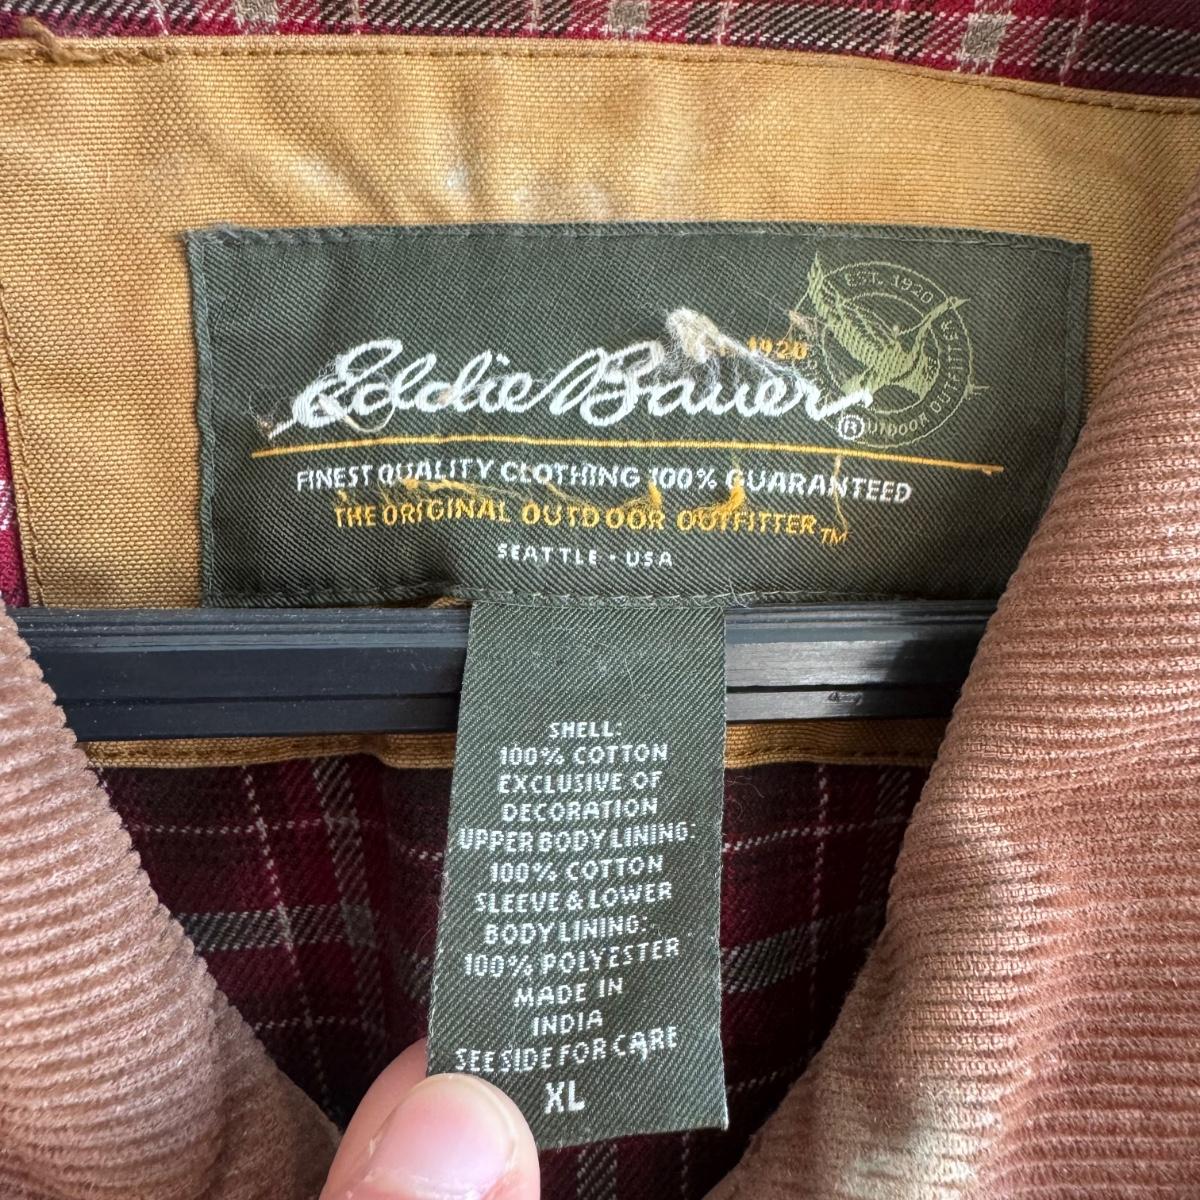 EST. 1920
1920
Eddie Bauer ®
OUTDOOR OUTFITTER
FINEST QUALITY CLOTHING 100% GUARANTEED
THE ORIGINAL OUTDOOR OUTFITTER TM
SEATTLE • USA
SHELL:
100% COTTON
EXCLUSIVE OF
DECORATION
UPPER BODY LINING:
100% COTTON
SLEEVE & LOWER
BODY LINING:
100% POLYESTER
MADE IN
INDIA
SEE SIDE FOR CARE
XL